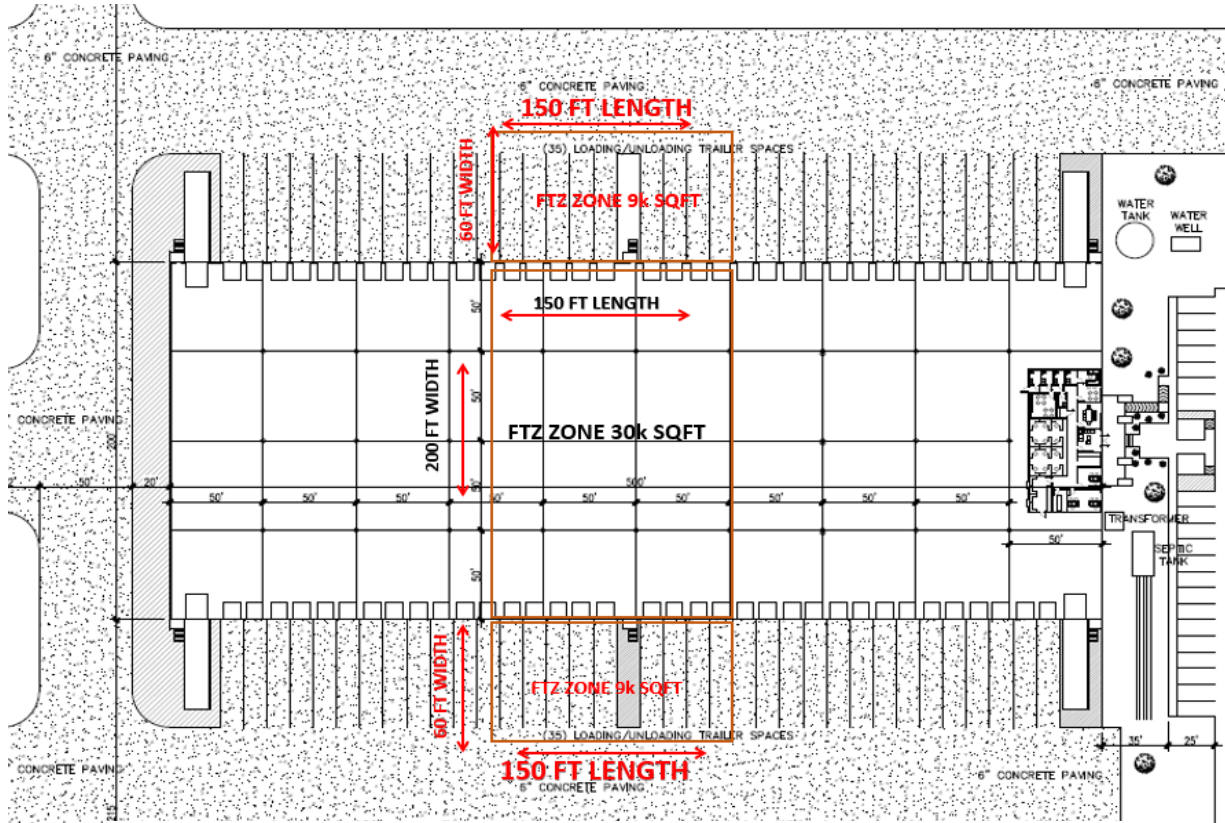 6" CONCRETE PAVING
6" CONCRETE PAVING
6" CONCRETE PAVING
150 FT LENGTH
(35) LOADING/UNLOADING TRAILER SPACES
60 FT WIDTH
FTZ ZONE 9k SQFT
WATER
TANK
WATER
WELL
50'
150 FT LENGTH
50'
200 FT WIDTH
CONCRETE PAVING
200'
FTZ ZONE 30k SQFT
50'
20'
50'
50'
50'
50'
50'
50'
500'
50'
50'
50'
50'
TRANSFORMER
50'
SEPTIC
TANK
50'
60 FT WIDTH
FTZ ZONE 9k SQFT
(35) LOADING/UNLOADING TRAILER SPACES
35'
25'
CONCRETE PAVING
150 FT LENGTH
6" CONCRETE PAVING
6" CONCRETE PAVING
215'